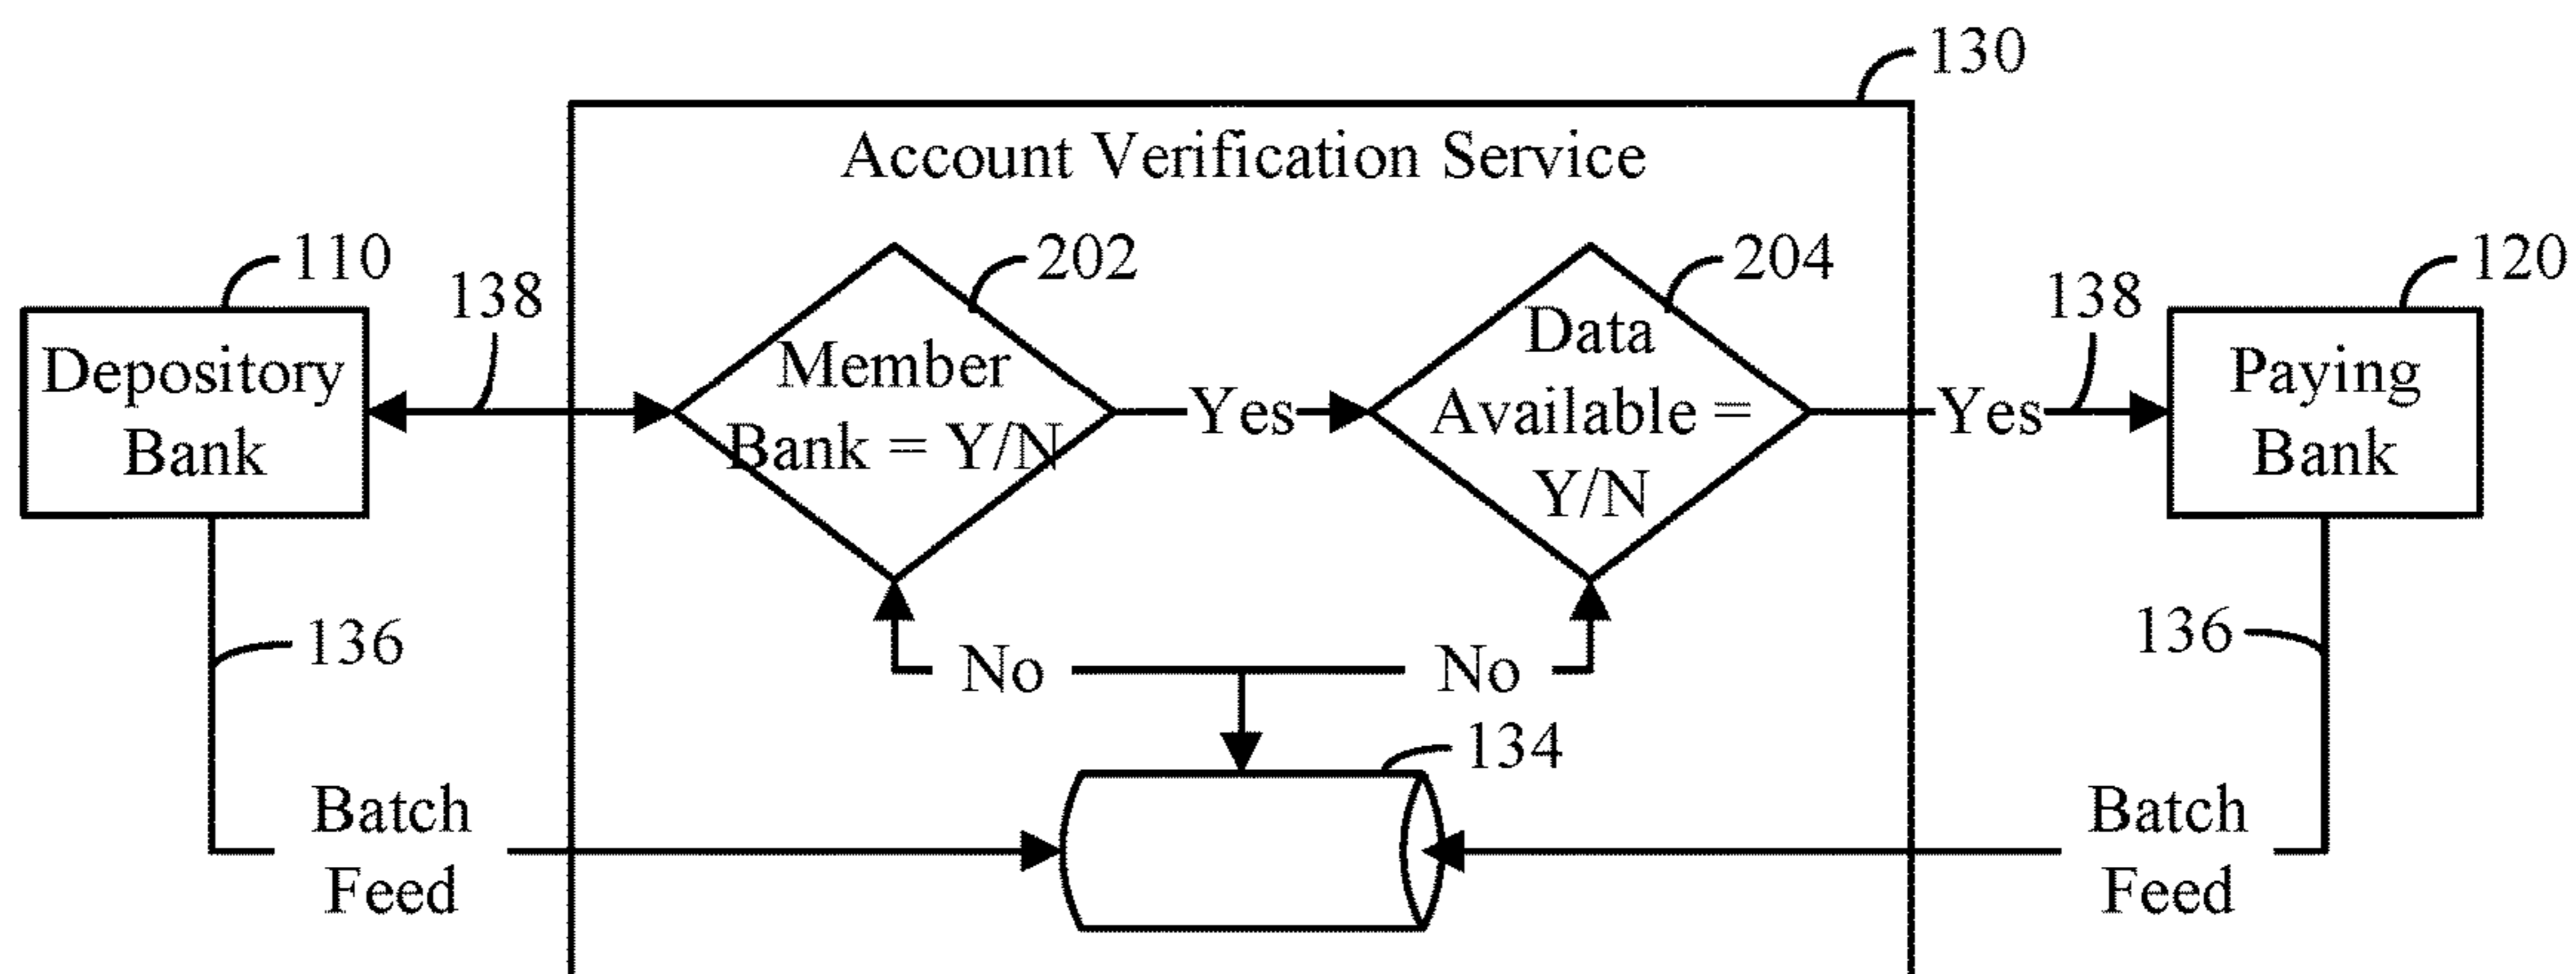 130
Account Verification Service
110
138
202
204
138
120
Depository
Bank
Member
Bank = Y/N
Yes
Data
Available =
Y/N
Yes
Paying
Bank
136
No
No
136
134
Batch
Feed
Batch
Feed